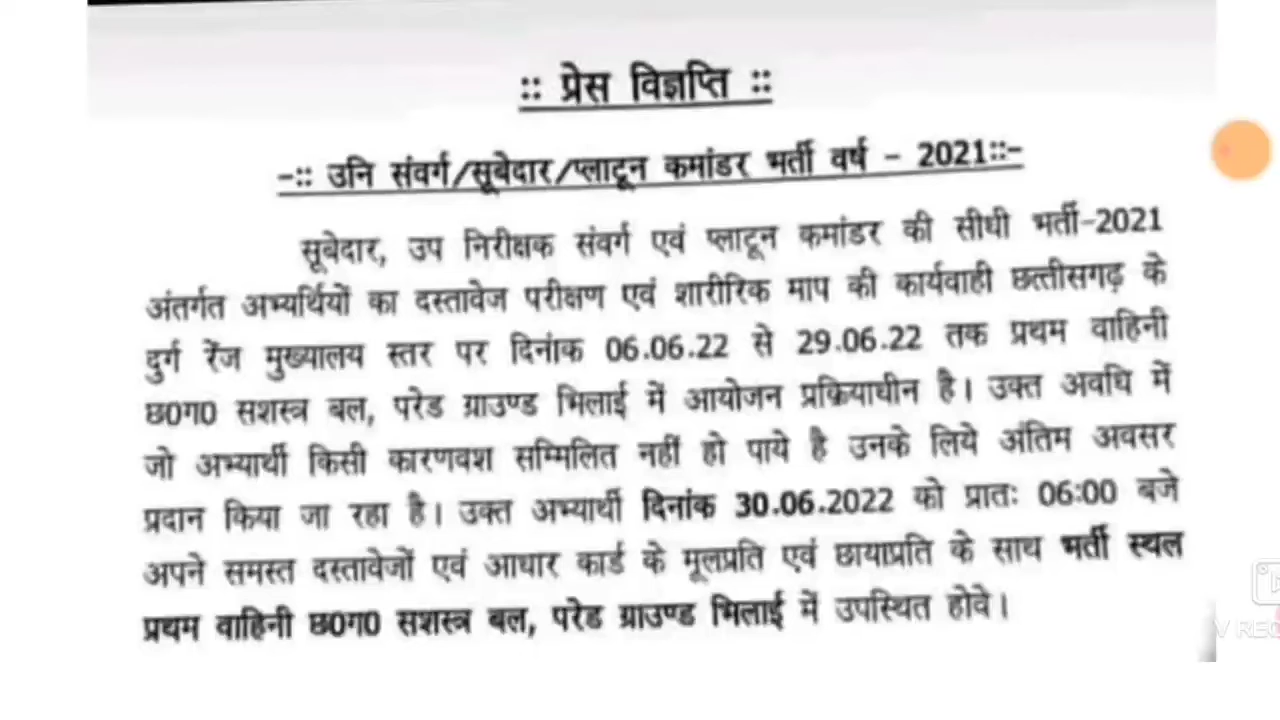 :: प्रेस विज्ञप्ति ::
-:: उनि संवर्ग/सूबेदार/प्लाटून कमांडर भर्ती वर्ष - 2021::-
सूबेदार, उप निरीक्षक संवर्ग एवं प्लाटून कमांडर की सीधी भर्ती-2021
अंतर्गत अभ्यर्थियों का दस्तावेज परीक्षण एवं शारीरिक माप की कार्यवाही छत्तीसगढ़ के
दुर्ग रेंज मुख्यालय स्तर पर दिनांक 06.06.22 से 29.06.22 तक प्रथम वाहिनी
छ0ग0 सशस्त्र बल, परेड ग्राउण्ड भिलाई में आयोजन प्रक्रियाधीन है। उक्त अवधि में
जो अभ्यार्थी किसी कारणवश सम्मिलित नहीं हो पाये है उनके लिये अंतिम अवसर
प्रदान किया जा रहा है। उक्त अभ्यार्थी दिनांक 30.06.2022 को प्रातः 06:00 बजे
अपने समस्त दस्तावेजों एवं आधार कार्ड के मूलप्रति एवं छायाप्रति के साथ भर्ती स्थल
प्रथम वाहिनी छ0ग0 सशस्त्र बल, परेड ग्राउण्ड भिलाई में उपस्थित होवे।
V REC